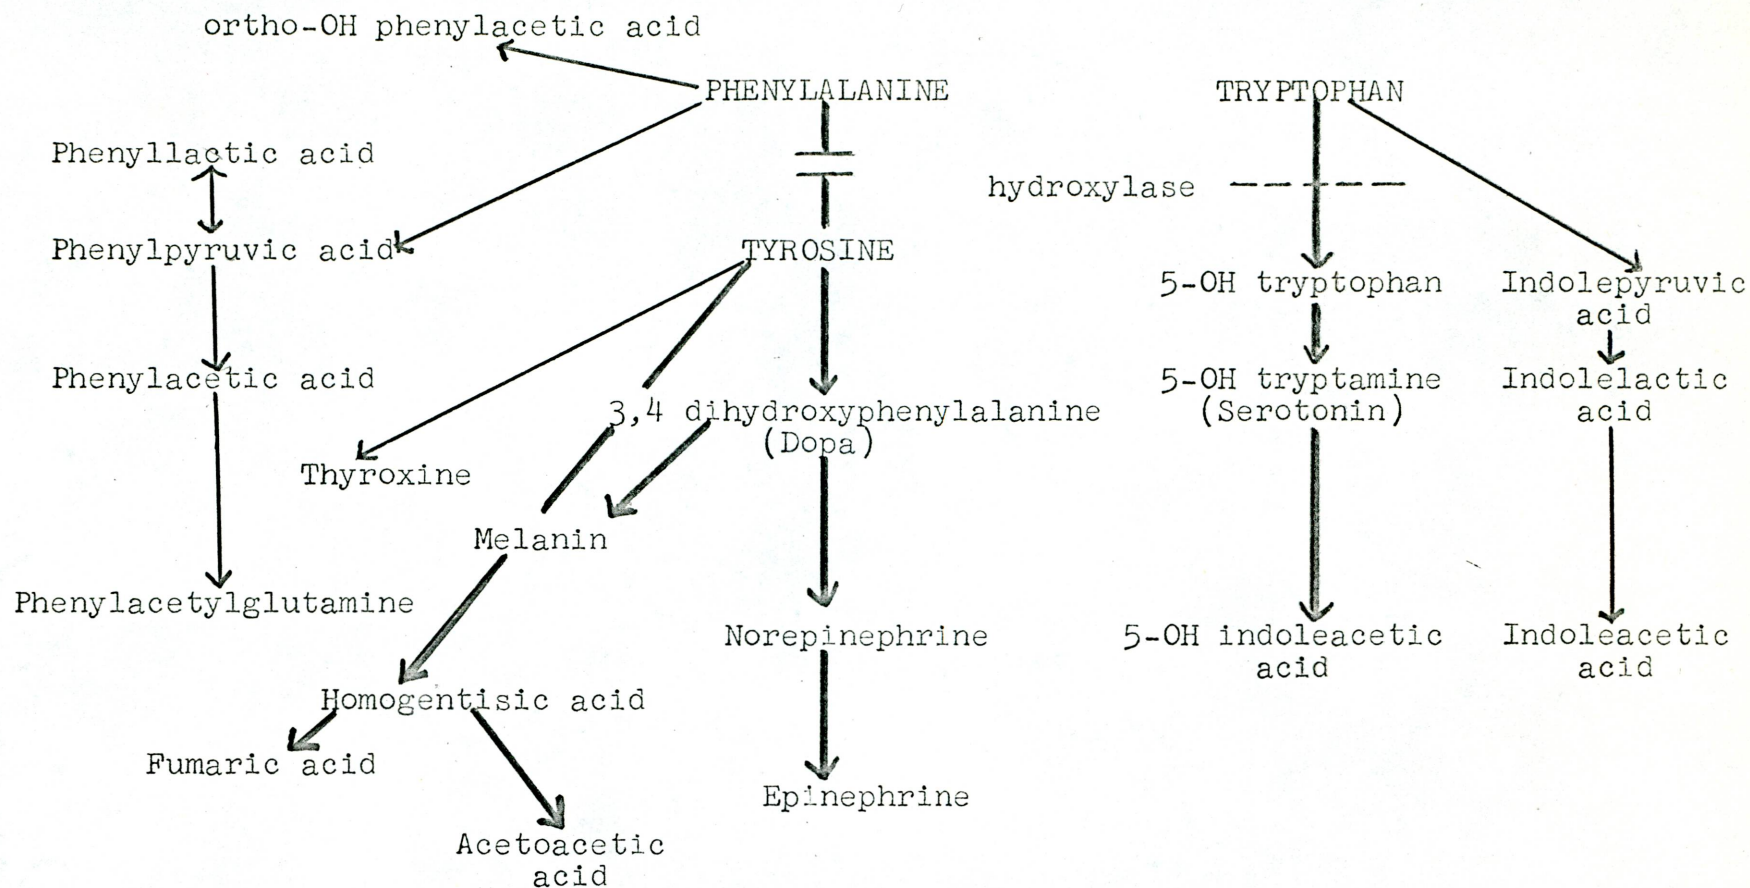 ortho-OH phenylacetic acid
PHENYLALANINE
TRYPTOPHAN
Phenyllactic acid
hydroxylase
Phenylpyruvic acid
TYROSINE
5-OH tryptophan
Indolepyruvic
acid
Phenylacetic acid
5-OH tryptamine
(Serotonin)
Indolelactic
acid
3,4 dihydroxyphenylalanine
(Dopa)
Thyroxine
Melanin
Phenylacetylglutamine
Norepinephrine
5-OH indoleacetic
acid
Indoleacetic
acid
Homogentisic acid
Fumaric acid
Epinephrine
Acetoacetic
acid